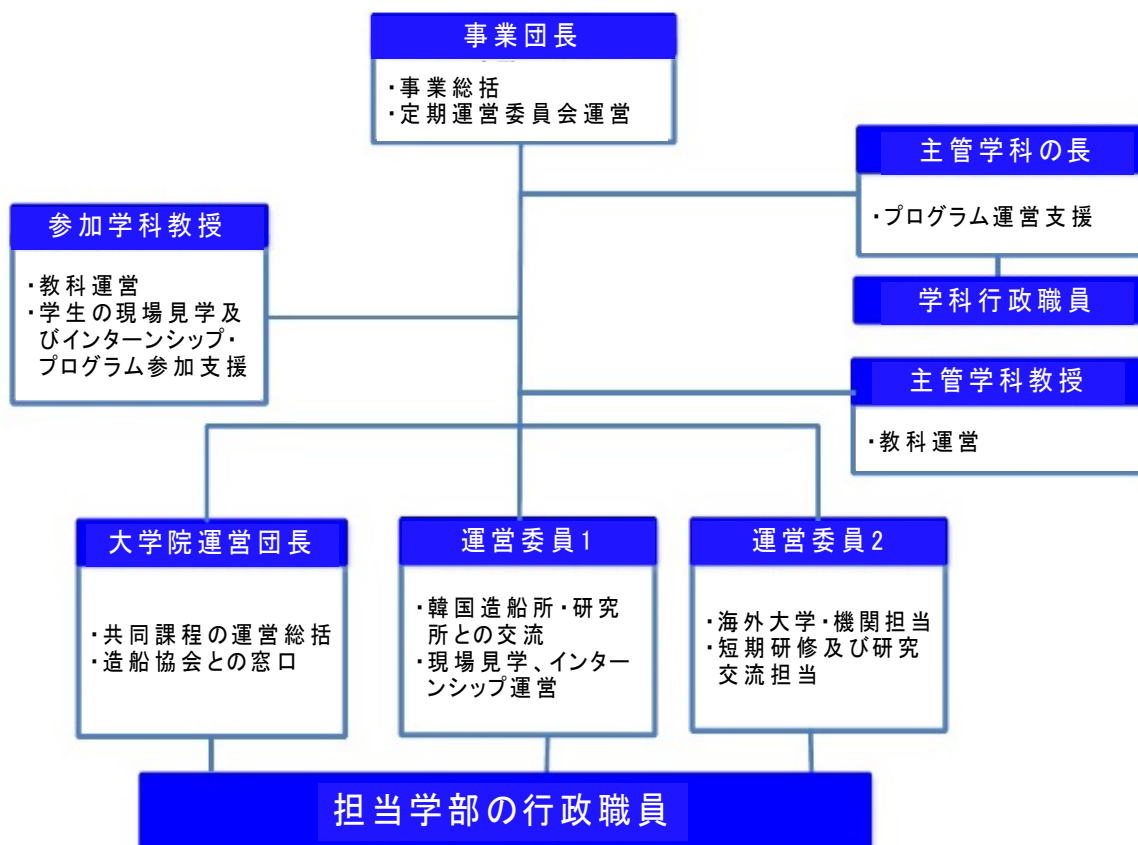 事業団長
・事業総括
・定期運営委員会運営
主管学科の長
・プログラム運営支援
参加学科教授
・教科運営
・学生の現場見学及
びインターンシップ・
プログラム参加支援
学科行政職員
主管学科教授
・教科運営
大学院運営団長
・共同課程の運営総括
・造船協会との窓口
運営委員1
・韓国造船所・研究
所との交流
・現場見学、インター
ンシップ運営
運営委員2
・海外大学・機関担当
・短期研修及び研究
交流担当
担当学部の行政職員